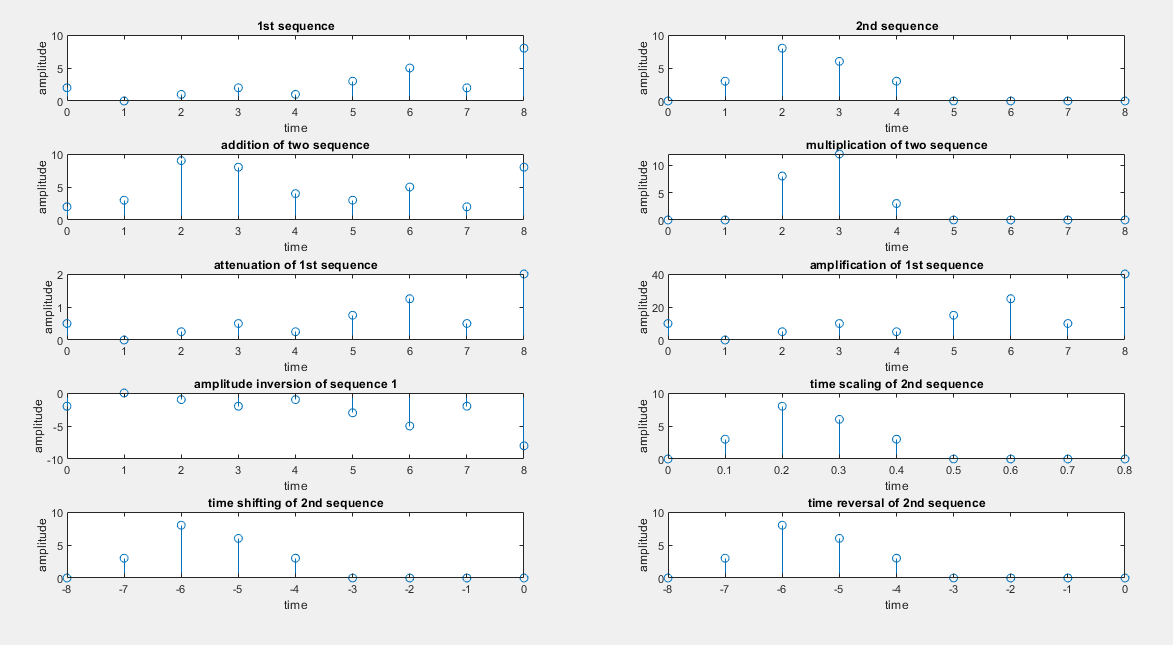 1st sequence
10
5
0
amplitude
0 1 2 3 4 5 6 7 8
time
2nd sequence
10
5
0
amplitude
0 1 2 3 4 5 6 7 8
time
addition of two sequence
10
5
0
amplitude
0 1 2 3 4 5 6 7 8
time
multiplication of two sequence
10
5
0
amplitude
0 1 2 3 4 5 6 7 8
time
attenuation of 1st sequence
2
1
0
amplitude
0 1 2 3 4 5 6 7 8
time
amplification of 1st sequence
40
20
0
amplitude
0 1 2 3 4 5 6 7 8
time
amplitude inversion of sequence 1
0
-5
-10
amplitude
0 1 2 3 4 5 6 7 8
time
time scaling of 2nd sequence
10
5
0
amplitude
0 0.1 0.2 0.3 0.4 0.5 0.6 0.7 0.8
time
time shifting of 2nd sequence
10
5
0
amplitude
-8 -7 -6 -5 -4 -3 -2 -1 0
time
time reversal of 2nd sequence
10
5
0
amplitude
-8 -7 -6 -5 -4 -3 -2 -1 0
time